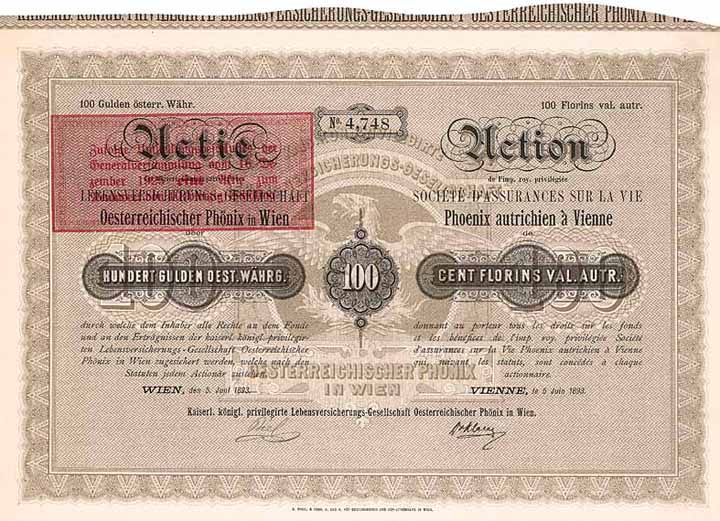 KAISERL. KÖNIGL. PRIVILEGIRTE LEBENSVERSICHERUNGS-GESELLSCHAFT OESTERREICHISCHER PHÖNIX IN WIEN
100 Gulden österr. Währ.
Actie
Generalversammlung vom
zember
LEBENSVERSICHERUNGS-GESELLSCHAFT
Oesterreichischer Phönix in Wien
über
HUNDERT GULDEN OEST. WÄHRG.
durch welche dem Inhaber alle Rechte an dem Fonde
und an den Erträgnissen der kaiserl. königl. privilegir-
ten Lebensversicherungs-Gesellschaft Oesterreichischer
Phönix in Wien zugesichert werden, welche nach den
Statuten jedem Actionär zustehen.
WIEN, den 5. Juni 1893.
No. 4,748
100
OESTERREICHISCHER PHÖNIX
IN WIEN
100 Florins val. autr.
Action
de l'imp. roy. privilégiée
SOCIÉTÉ D'ASSURANCES SUR LA VIE
Phoenix autrichien à Vienne
de
CENT FLORINS VAL. AUTR.
donnant au porteur tous les droits sur les fonds
et les bénéfices de l'imp. roy. privilégiée Société
d'assurances sur la Vie Phoenix autrichien à Vienne
qui, suivant les statuts, sont concédés à chaque
actionnaire.
VIENNE, le 5 Juin 1893.
Kaiserl. königl. privilegirte Lebensversicherungs-Gesellschaft Oesterreichischer Phönix in Wien.